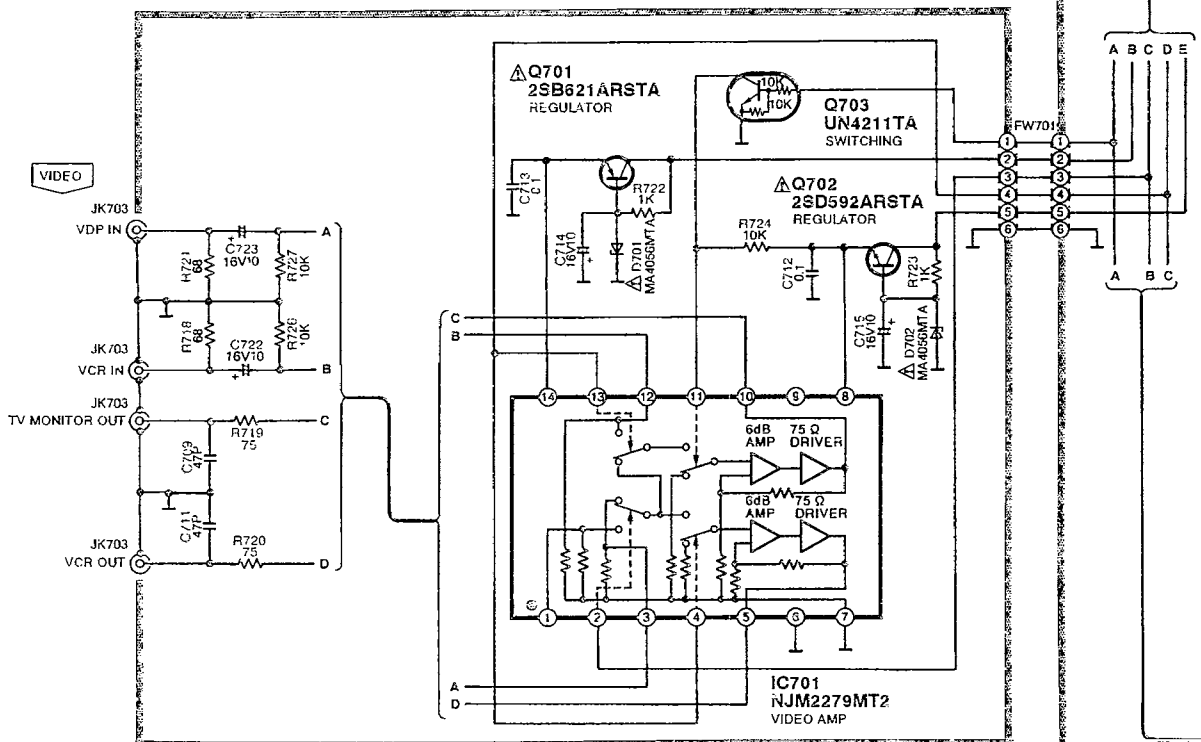 VIDEO
JK703
VDP IN
R721
68
C723
16V10
R727
10K
A
R718
68
C722
16V10
R726
10K
JK703
VCR IN
B
JK703
TV MONITOR OUT
R719
75
C
C709
47P
C711
47P
JK703
VCR OUT
R720
75
D
Q701
2SB621ARSTA
REGULATOR
10K
10K
Q703
UN4211TA
SWITCHING
C713
0.1
R722
1K
C714
16V10
D701
MA4056MTA
Q702
2SD592ARSTA
REGULATOR
R724
10K
C712
0.1
R723
1K
C715
16V10
D702
MA4056MTA
FW701
1 1
2 2
3 3
4 4
5 5
6 6
A B C D E
A B C
C
B
14 13 12 11 10 9 8
6dB
AMP
75 Ω
DRIVER
6dB
AMP
75 Ω
DRIVER
1 2 3 4 5 6 7
A
D
IC701
NJM2279MT2
VIDEO AMP